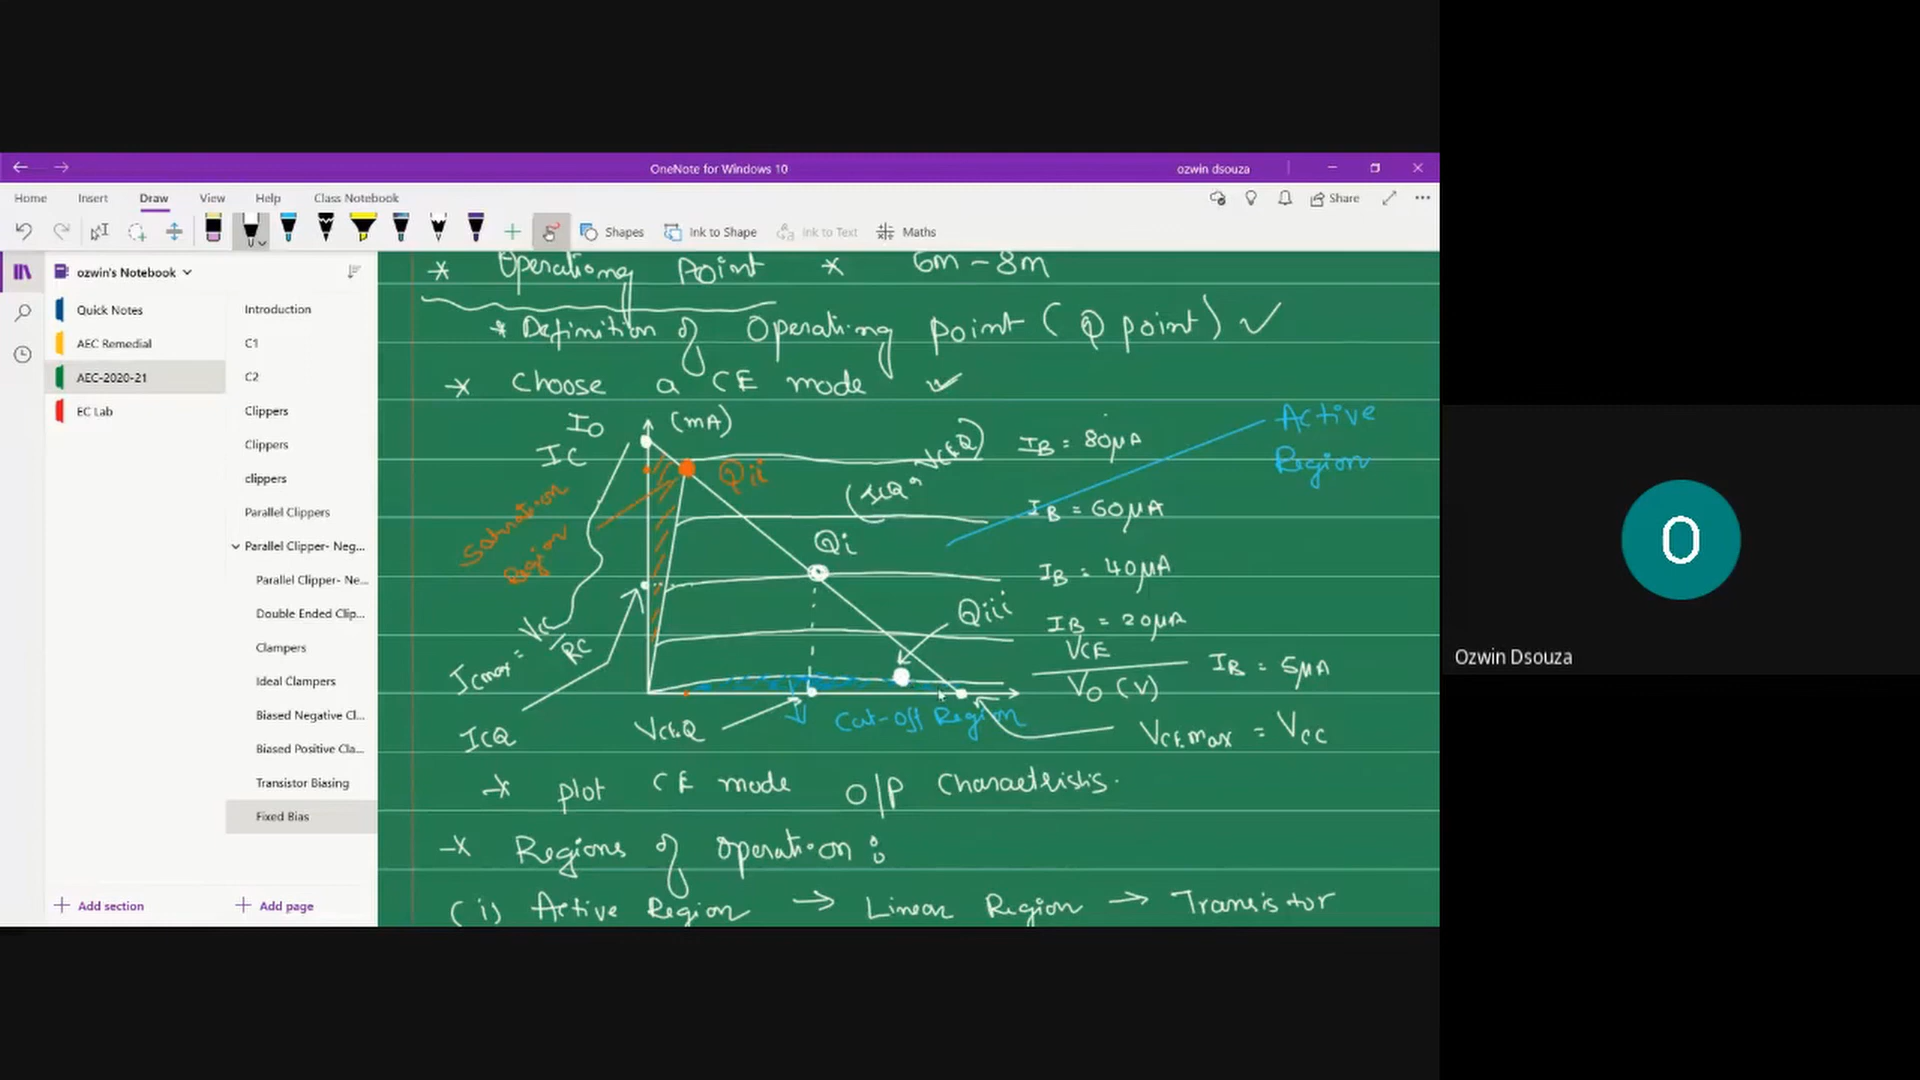 OneNote for Windows 10
ozwin dsouza
Home Insert Draw View Help Class Notebook
Share
Shapes Ink to Shape Ink to Text Maths
ozwin's Notebook
Quick Notes
AEC Remedial
AEC-2020-21
EC Lab
Add section
Introduction
C1
C2
Clippers
Clippers
clippers
Parallel Clippers
Parallel Clipper- Neg...
Parallel Clipper- Ne...
Double Ended Clip...
Clampers
Ideal Clampers
Biased Negative Cl...
Biased Positive Cla...
Transistor Biasing
Fixed Bias
Add page
* Operating Point * 6m - 8m
* Definition of Operating point (Q point) ✓
* Choose a CE mode ✓
IO
IC
(mA)
Active
Region
IB = 80μA
Qii
(ICQ, VCEQ)
Saturation
Region
IB = 60μA
Qi
IB = 40μA
Qiii
IB = 20μA
ICmax = VCC/RC
VCE
VO (V)
IB = 5μA
ICQ
VCEQ
Cut-off Region
VCEmax = VCC
* plot CE mode O/P
* Regions of operation :
(i) Active Region → Linear Region → Transistor
O
Ozwin Dsouza